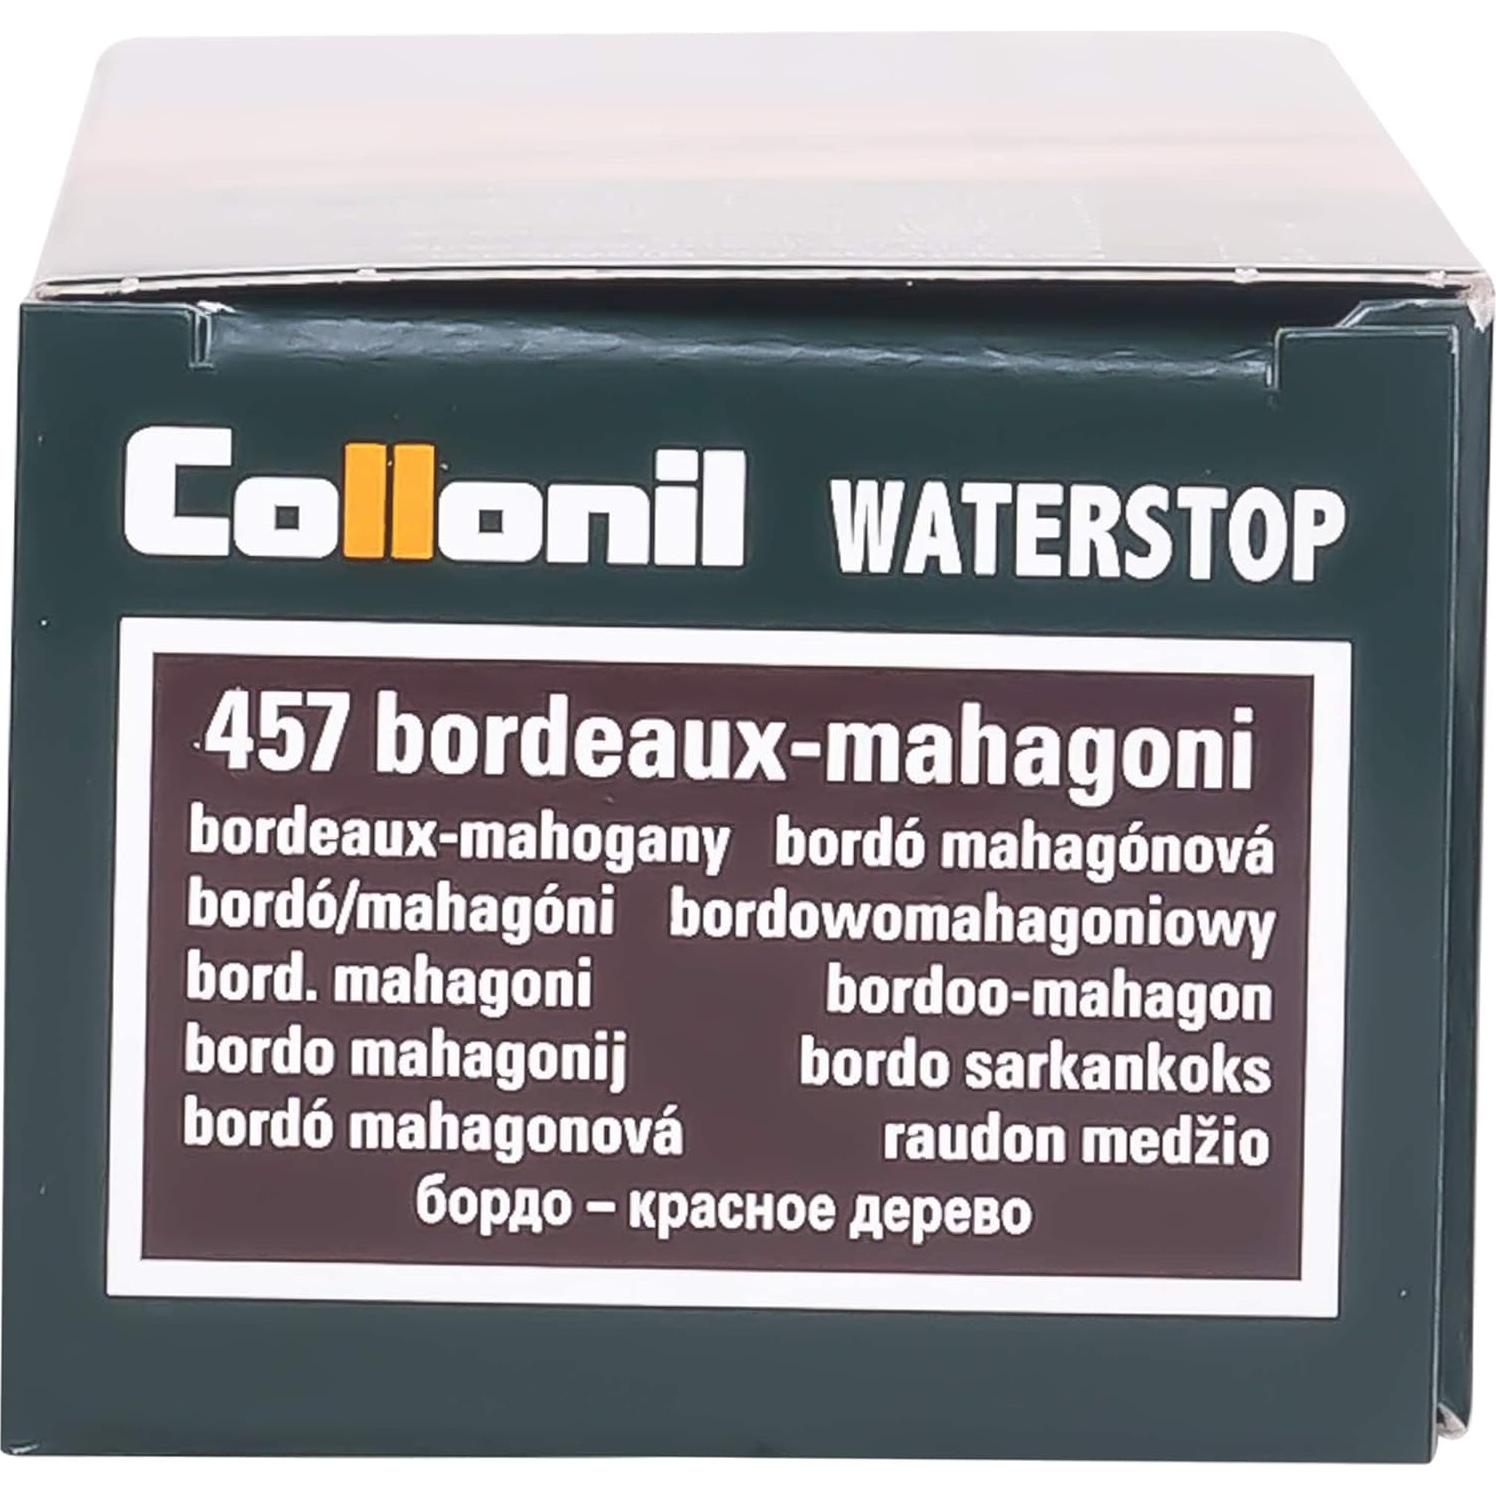 Collonil WATERSTOP
457 bordeaux-mahagoni
bordeaux-mahogany bordó mahagónová
bordó/mahagóni bordowomahagoniowy
bord. mahagoni bordoo-mahagon
bordo mahagonij bordo sarkankoks
bordó mahagonová raudon medžio
бордо – красное дерево